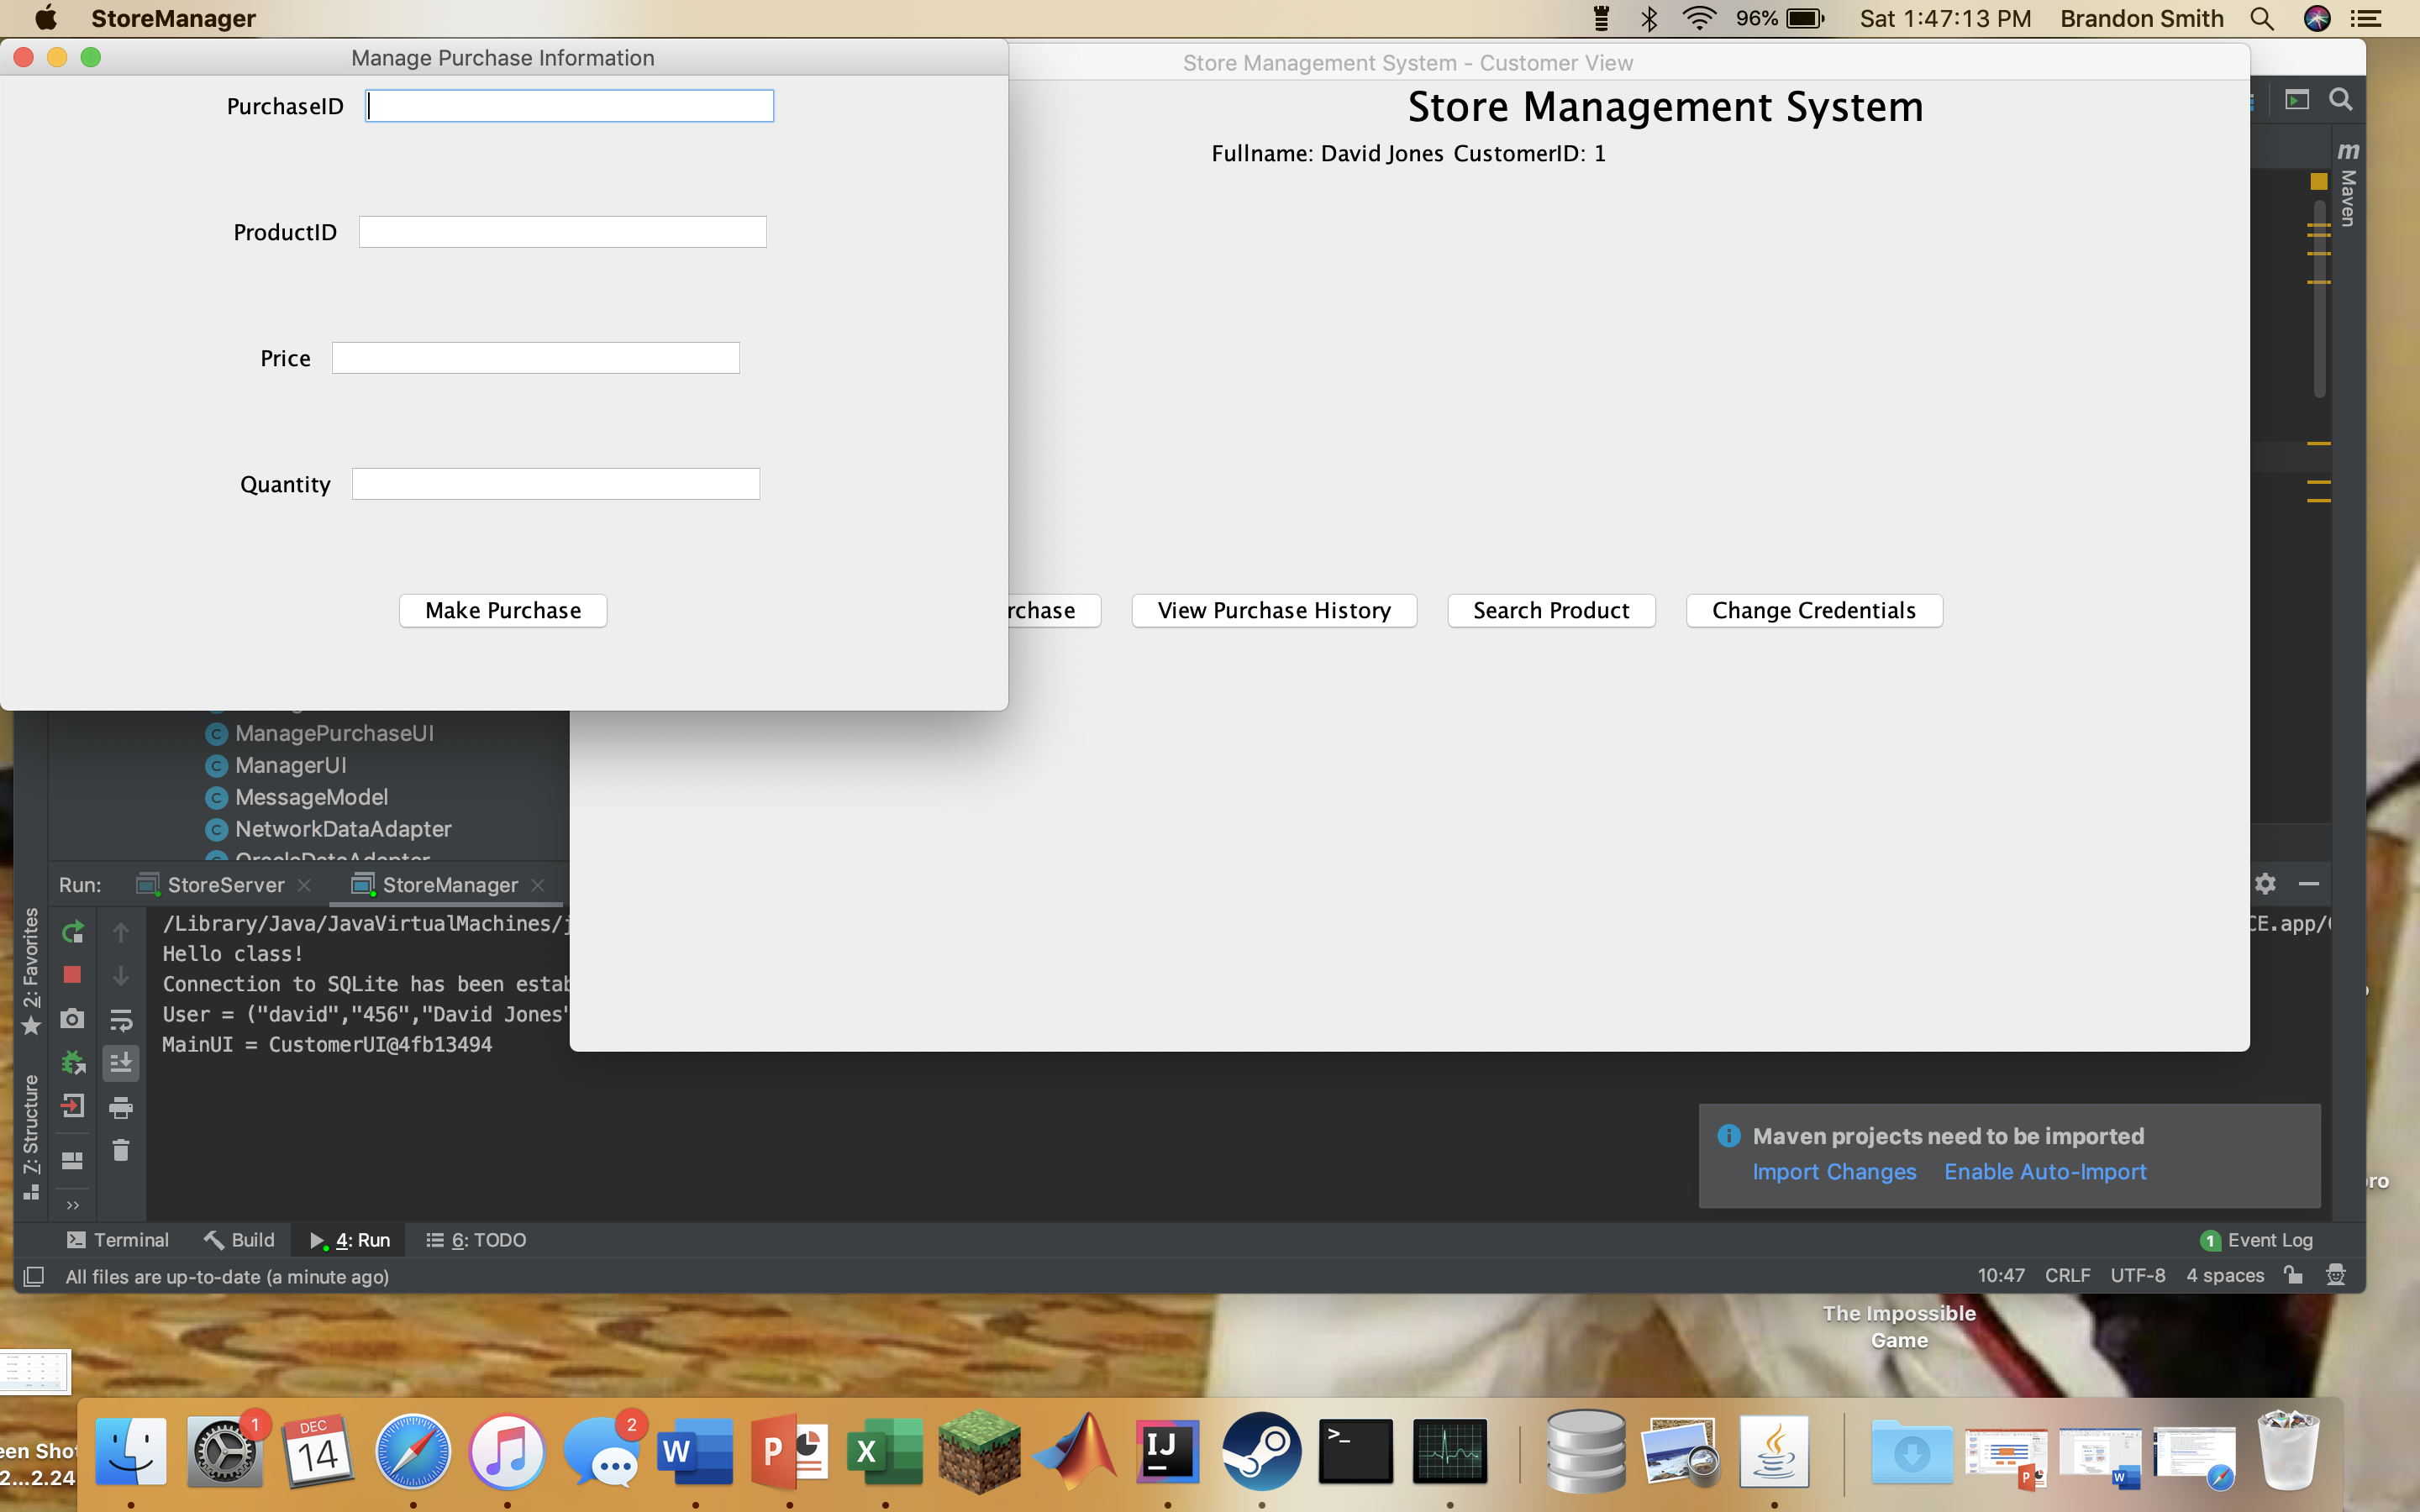 StoreManager
96%
Sat 1:47:13 PM
Brandon Smith
Manage Purchase Information
PurchaseID
ProductID
Price
Quantity
Make Purchase
Store Management System - Customer View
Store Management System
Fullname: David Jones CustomerID: 1
rchase
View Purchase History
Search Product
Change Credentials
m
Maven
ManagePurchaseUI
ManagerUI
MessageModel
NetworkDataAdapter
OracleDataAdapter
Run:
StoreServer
StoreManager
2: Favorites
7: Structure
/Library/Java/JavaVirtualMachines/j
CE.app/
Hello class!
Connection to SQLite has been estab
User = ("david","456","David Jones"
MainUI = CustomerUI@4fb13494
Maven projects need to be imported
Import Changes
Enable Auto-Import
ro
Terminal
Build
4: Run
6: TODO
1 Event Log
All files are up-to-date (a minute ago)
10:47
CRLF
UTF-8
4 spaces
The Impossible
Game
een Shot
2...2.24
1
DEC
14
2
W
P
X
IJ
>_
P
W